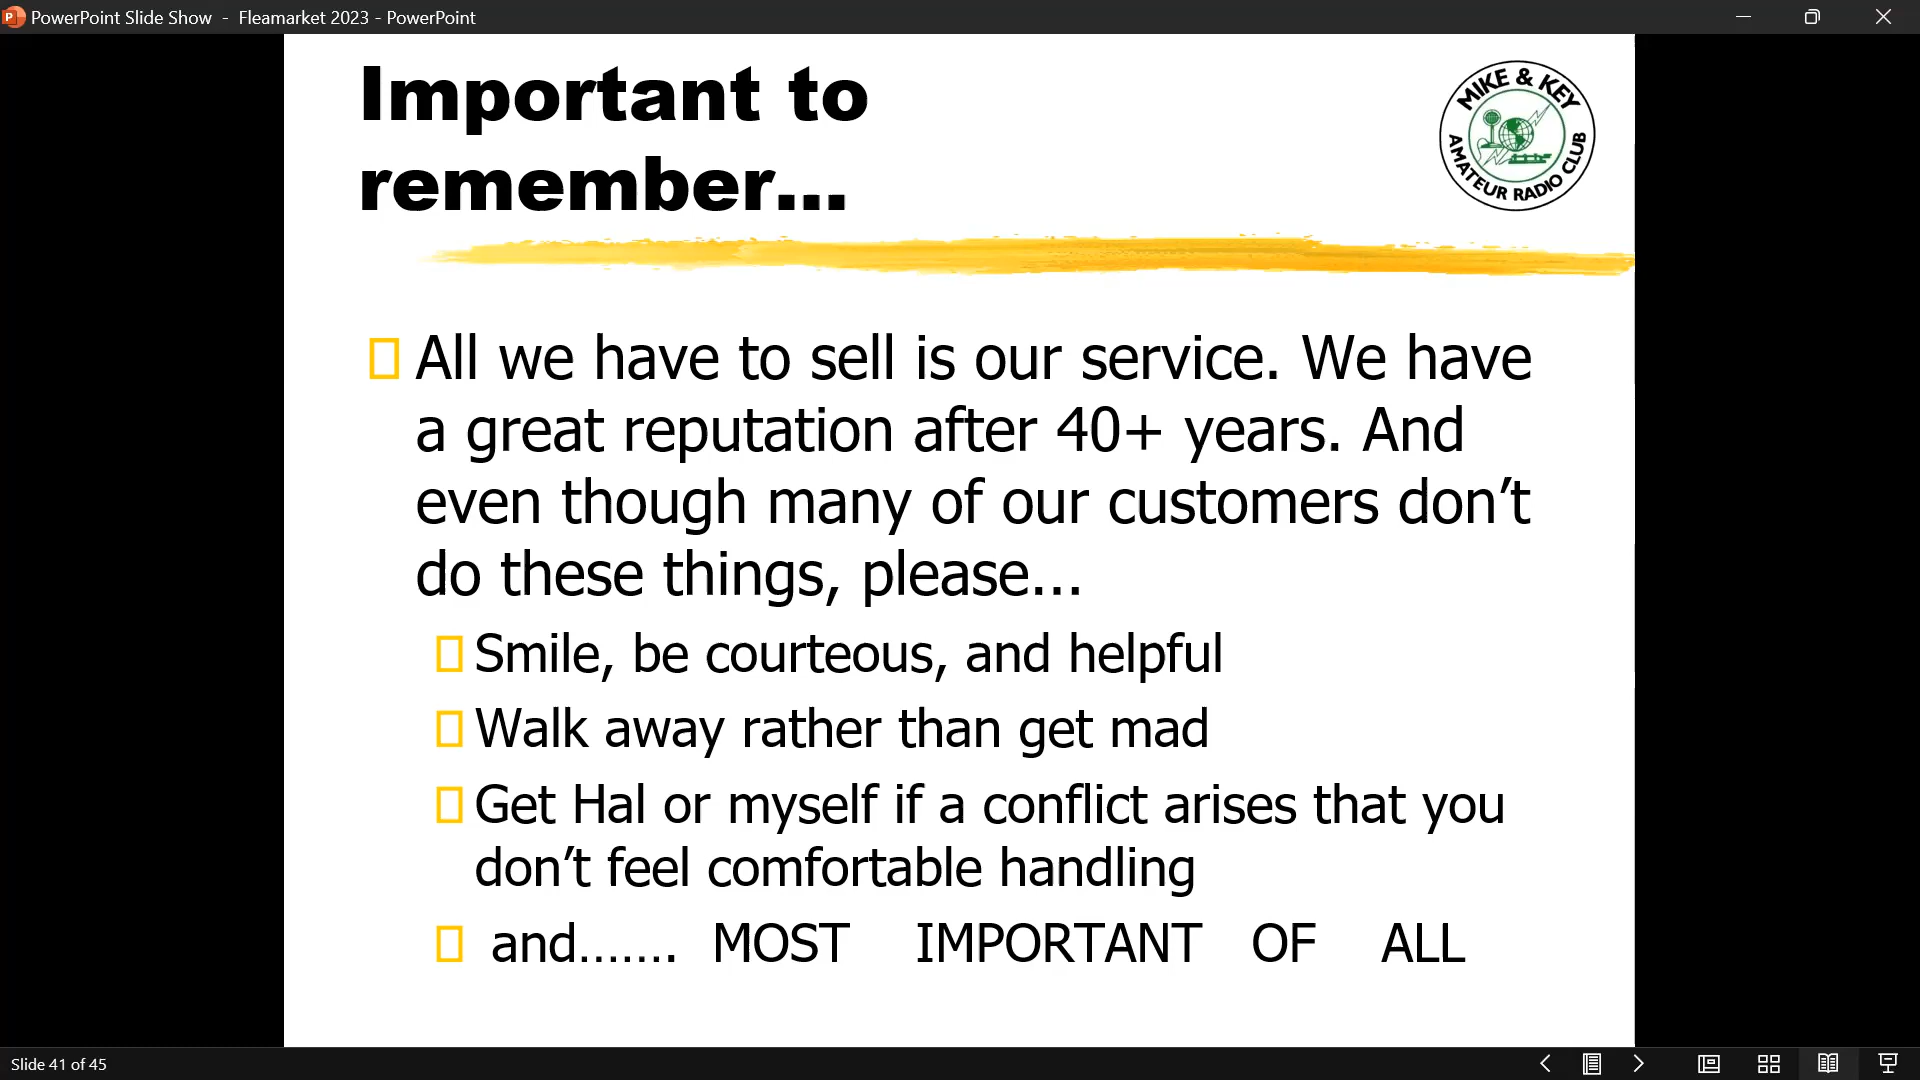 PowerPoint Slide Show - Fleamarket 2023 - PowerPoint
Important to
remember...
MIKE & KEY
AMATEUR RADIO CLUB
All we have to sell is our service. We have
a great reputation after 40+ years. And
even though many of our customers don’t
do these things, please...
Smile, be courteous, and helpful
Walk away rather than get mad
Get Hal or myself if a conflict arises that you
don’t feel comfortable handling
and....... MOST IMPORTANT OF ALL
Slide 41 of 45